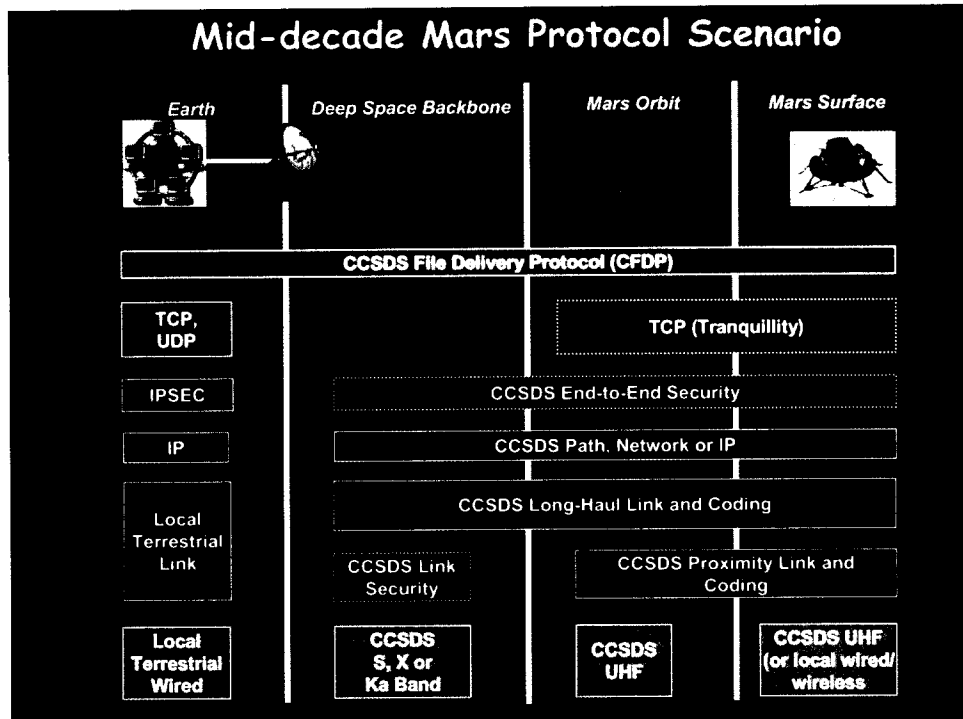 Mid-decade Mars Protocol Scenario
Earth
Deep Space Backbone
Mars Orbit
Mars Surface
CCSDS File Delivery Protocol (CFDP)
TCP,
UDP
TCP (Tranquillity)
IPSEC
CCSDS End-to-End Security
IP
CCSDS Path, Network or IP
Local
Terrestrial
Link
CCSDS Long-Haul Link and Coding
CCSDS Link
Security
CCSDS Proximity Link and
Coding
Local
Terrestrial
Wired
CCSDS
S, X or
Ka Band
CCSDS
UHF
CCSDS UHF
(or local wired/
wireless